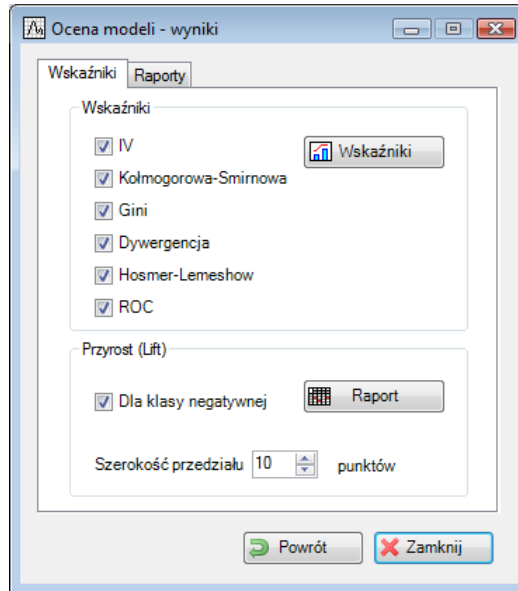 Ocena modeli - wyniki
Wskaźniki Raporty
Wskaźniki
IV
Wskaźniki
Kołmogorowa-Smirnowa
Gini
Dywergencja
Hosmer-Lemeshow
ROC
Przyrost (Lift)
Dla klasy negatywnej Raport
Szerokość przedziału 10 punktów
Powrót Zamknij